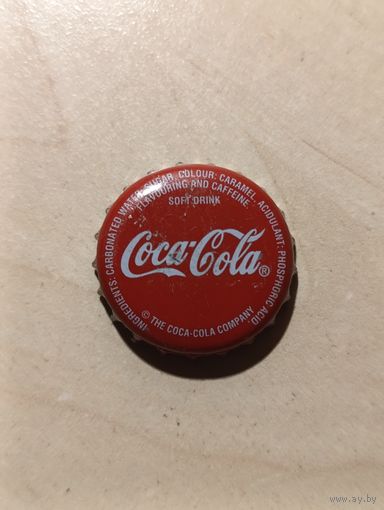 INGREDIENTS: CARBONATED WATER, SUGAR, COLOUR: CARAMEL, ACIDULANT: PHOSPHORIC ACID,
FLAVOURING AND CAFFEINE
SOFT DRINK
Coca-Cola®
© THE COCA-COLA COMPANY
www.ay.by